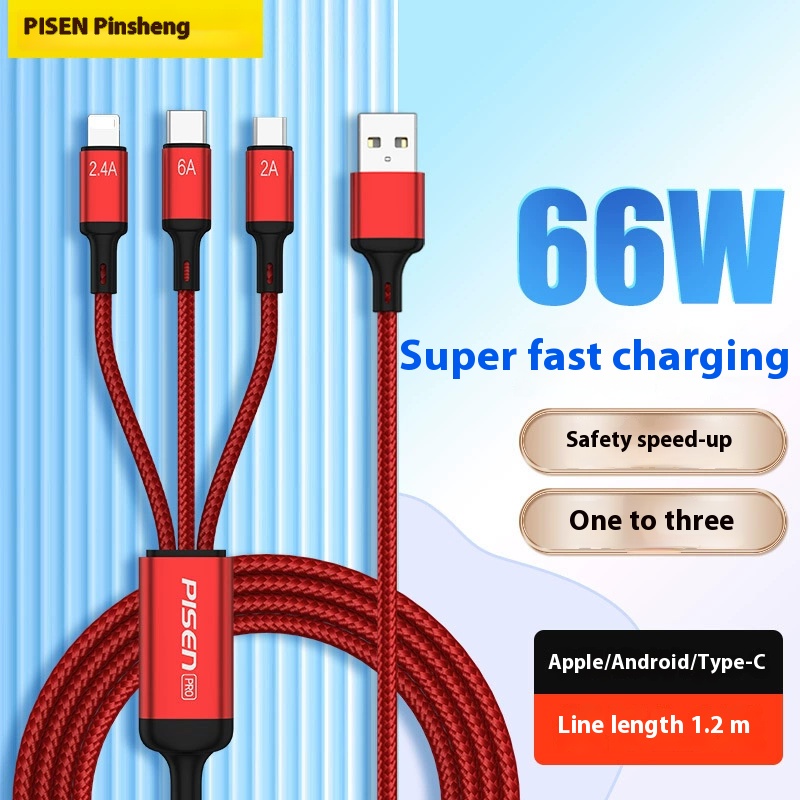 PISEN Pinsheng
2.4A
6A
2A
66W
Super fast charging
Safety speed-up
One to three
PISEN
PRO
Apple/Android/Type-C
Line length 1.2 m